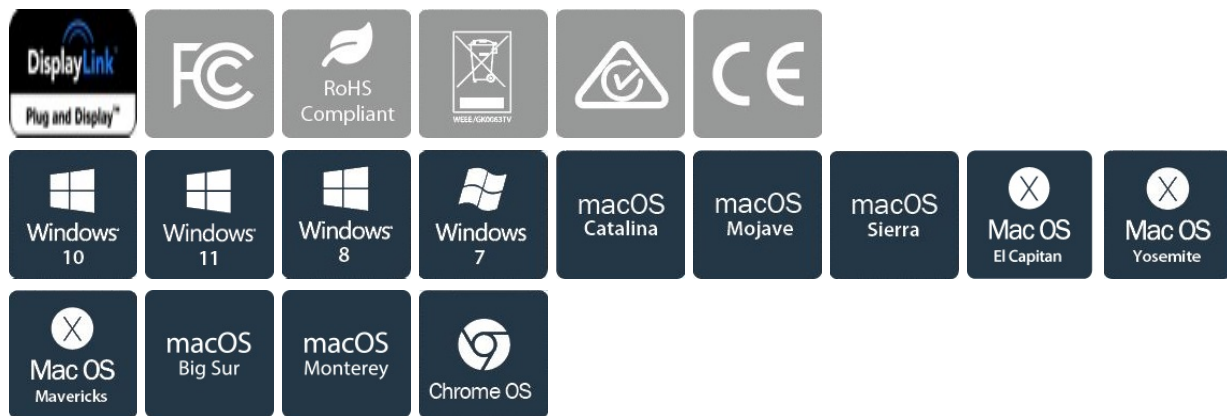 DisplayLink
Plug and Display™
FC
RoHS
Compliant
WEEE/GK0063TV
CE
Windows
10
Windows
11
Windows
8
Windows
7
macOS
Catalina
macOS
Mojave
macOS
Sierra
X
Mac OS
El Capitan
X
Mac OS
Yosemite
X
Mac OS
Mavericks
macOS
Big Sur
macOS
Monterey
Chrome OS